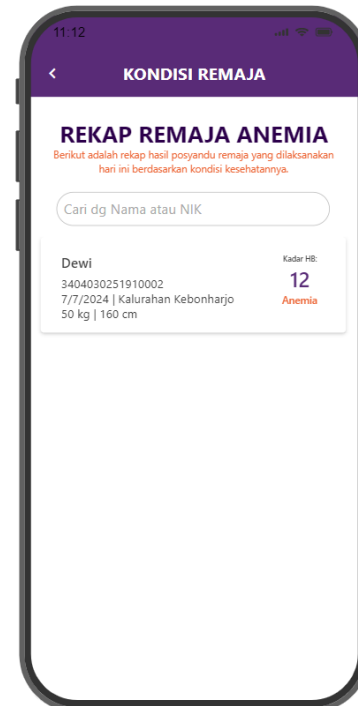 11:12
KONDISI REMAJA
REKAP REMAJA ANEMIA
Berikut adalah rekap hasil posyandu remaja yang dilaksanakan
hari ini berdasarkan kondisi kesehatannya.
Cari dg Nama atau NIK
Dewi
3404030251910002
7/7/2024 | Kalurahan Kebonharjo
50 kg | 160 cm
Kadar HB:
12
Anemia